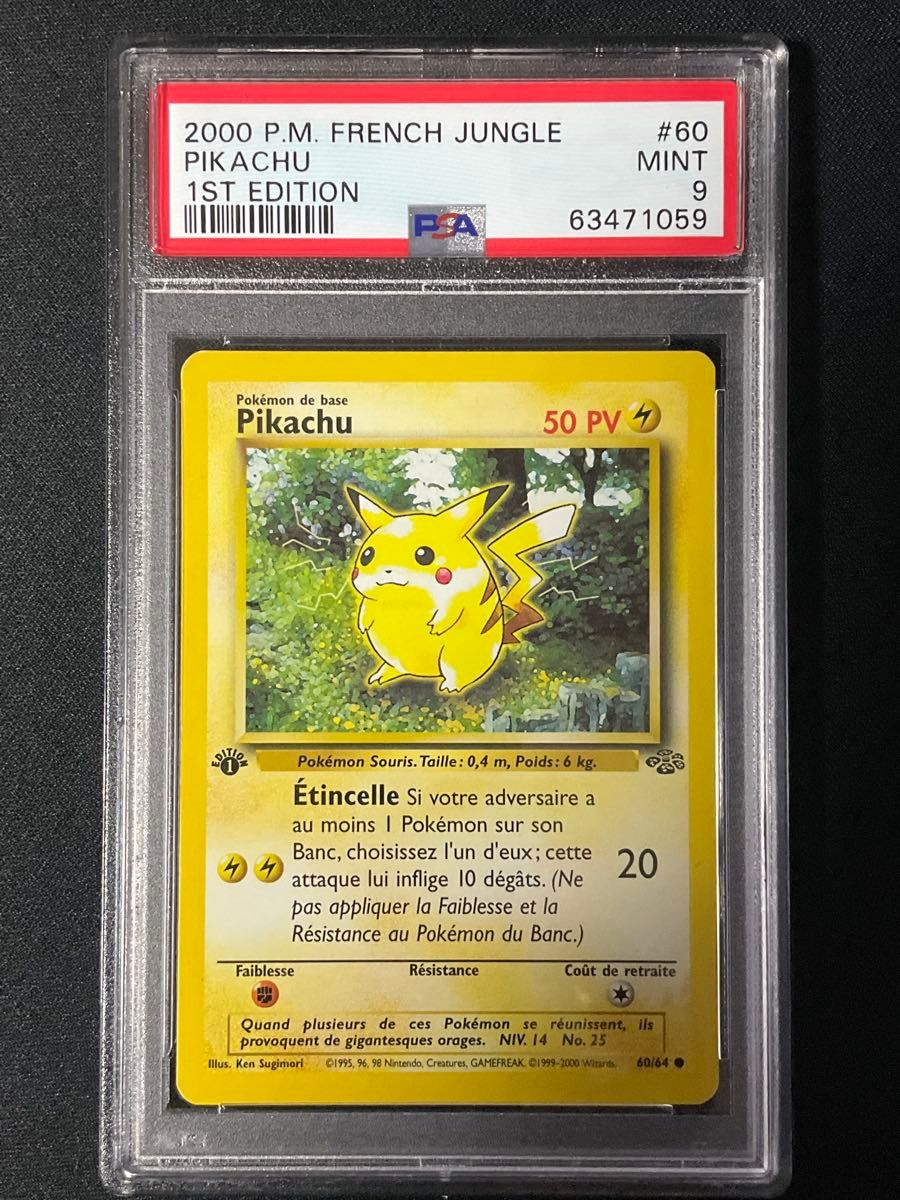 2000 P.M. FRENCH JUNGLE #60
PIKACHU MINT
1ST EDITION 9
PSA 63471059
Pokémon de base
Pikachu 50 PV
EDITION 1
Pokémon Souris. Taille: 0,4 m, Poids: 6 kg.
Étincelle Si votre adversaire a
au moins 1 Pokémon sur son
Banc, choisissez l'un d'eux; cette
attaque lui inflige 10 dégâts. (Ne
pas appliquer la Faiblesse et la
Résistance au Pokémon du Banc.)
20
Faiblesse Résistance Coût de retraite
Quand plusieurs de ces Pokémon se réunissent, ils
provoquent de gigantesques orages. NIV. 14 No. 25
Illus. Ken Sugimori ©1995, 96, 98 Nintendo, Creatures, GAMEFREAK. ©1999-2000 Wizards. 60/64